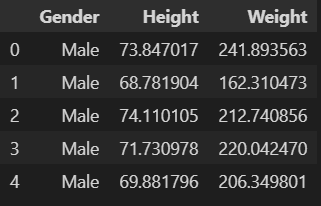 Gender Height Weight
0 Male 73.847017 241.893563
1 Male 68.781904 162.310473
2 Male 74.110105 212.740856
3 Male 71.730978 220.042470
4 Male 69.881796 206.349801